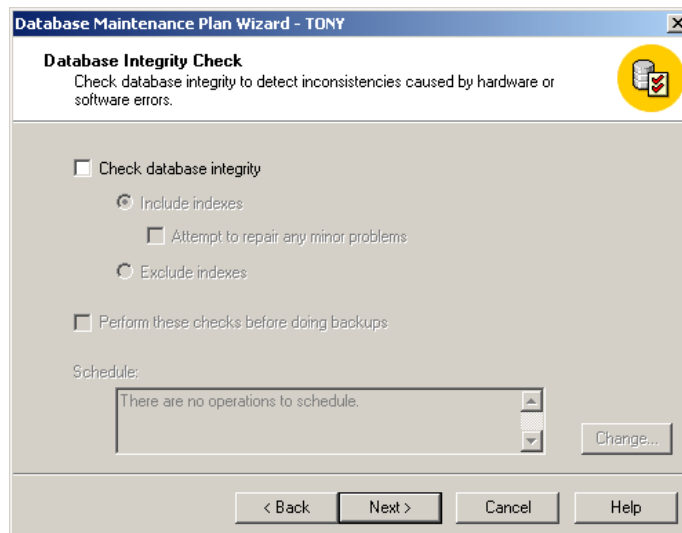 Database Maintenance Plan Wizard - TONY
Database Integrity Check
Check database integrity to detect inconsistencies caused by hardware or
software errors.
Check database integrity
Include indexes
Attempt to repair any minor problems
Exclude indexes
Perform these checks before doing backups
Schedule:
There are no operations to schedule.
Change...
< Back
Next >
Cancel
Help